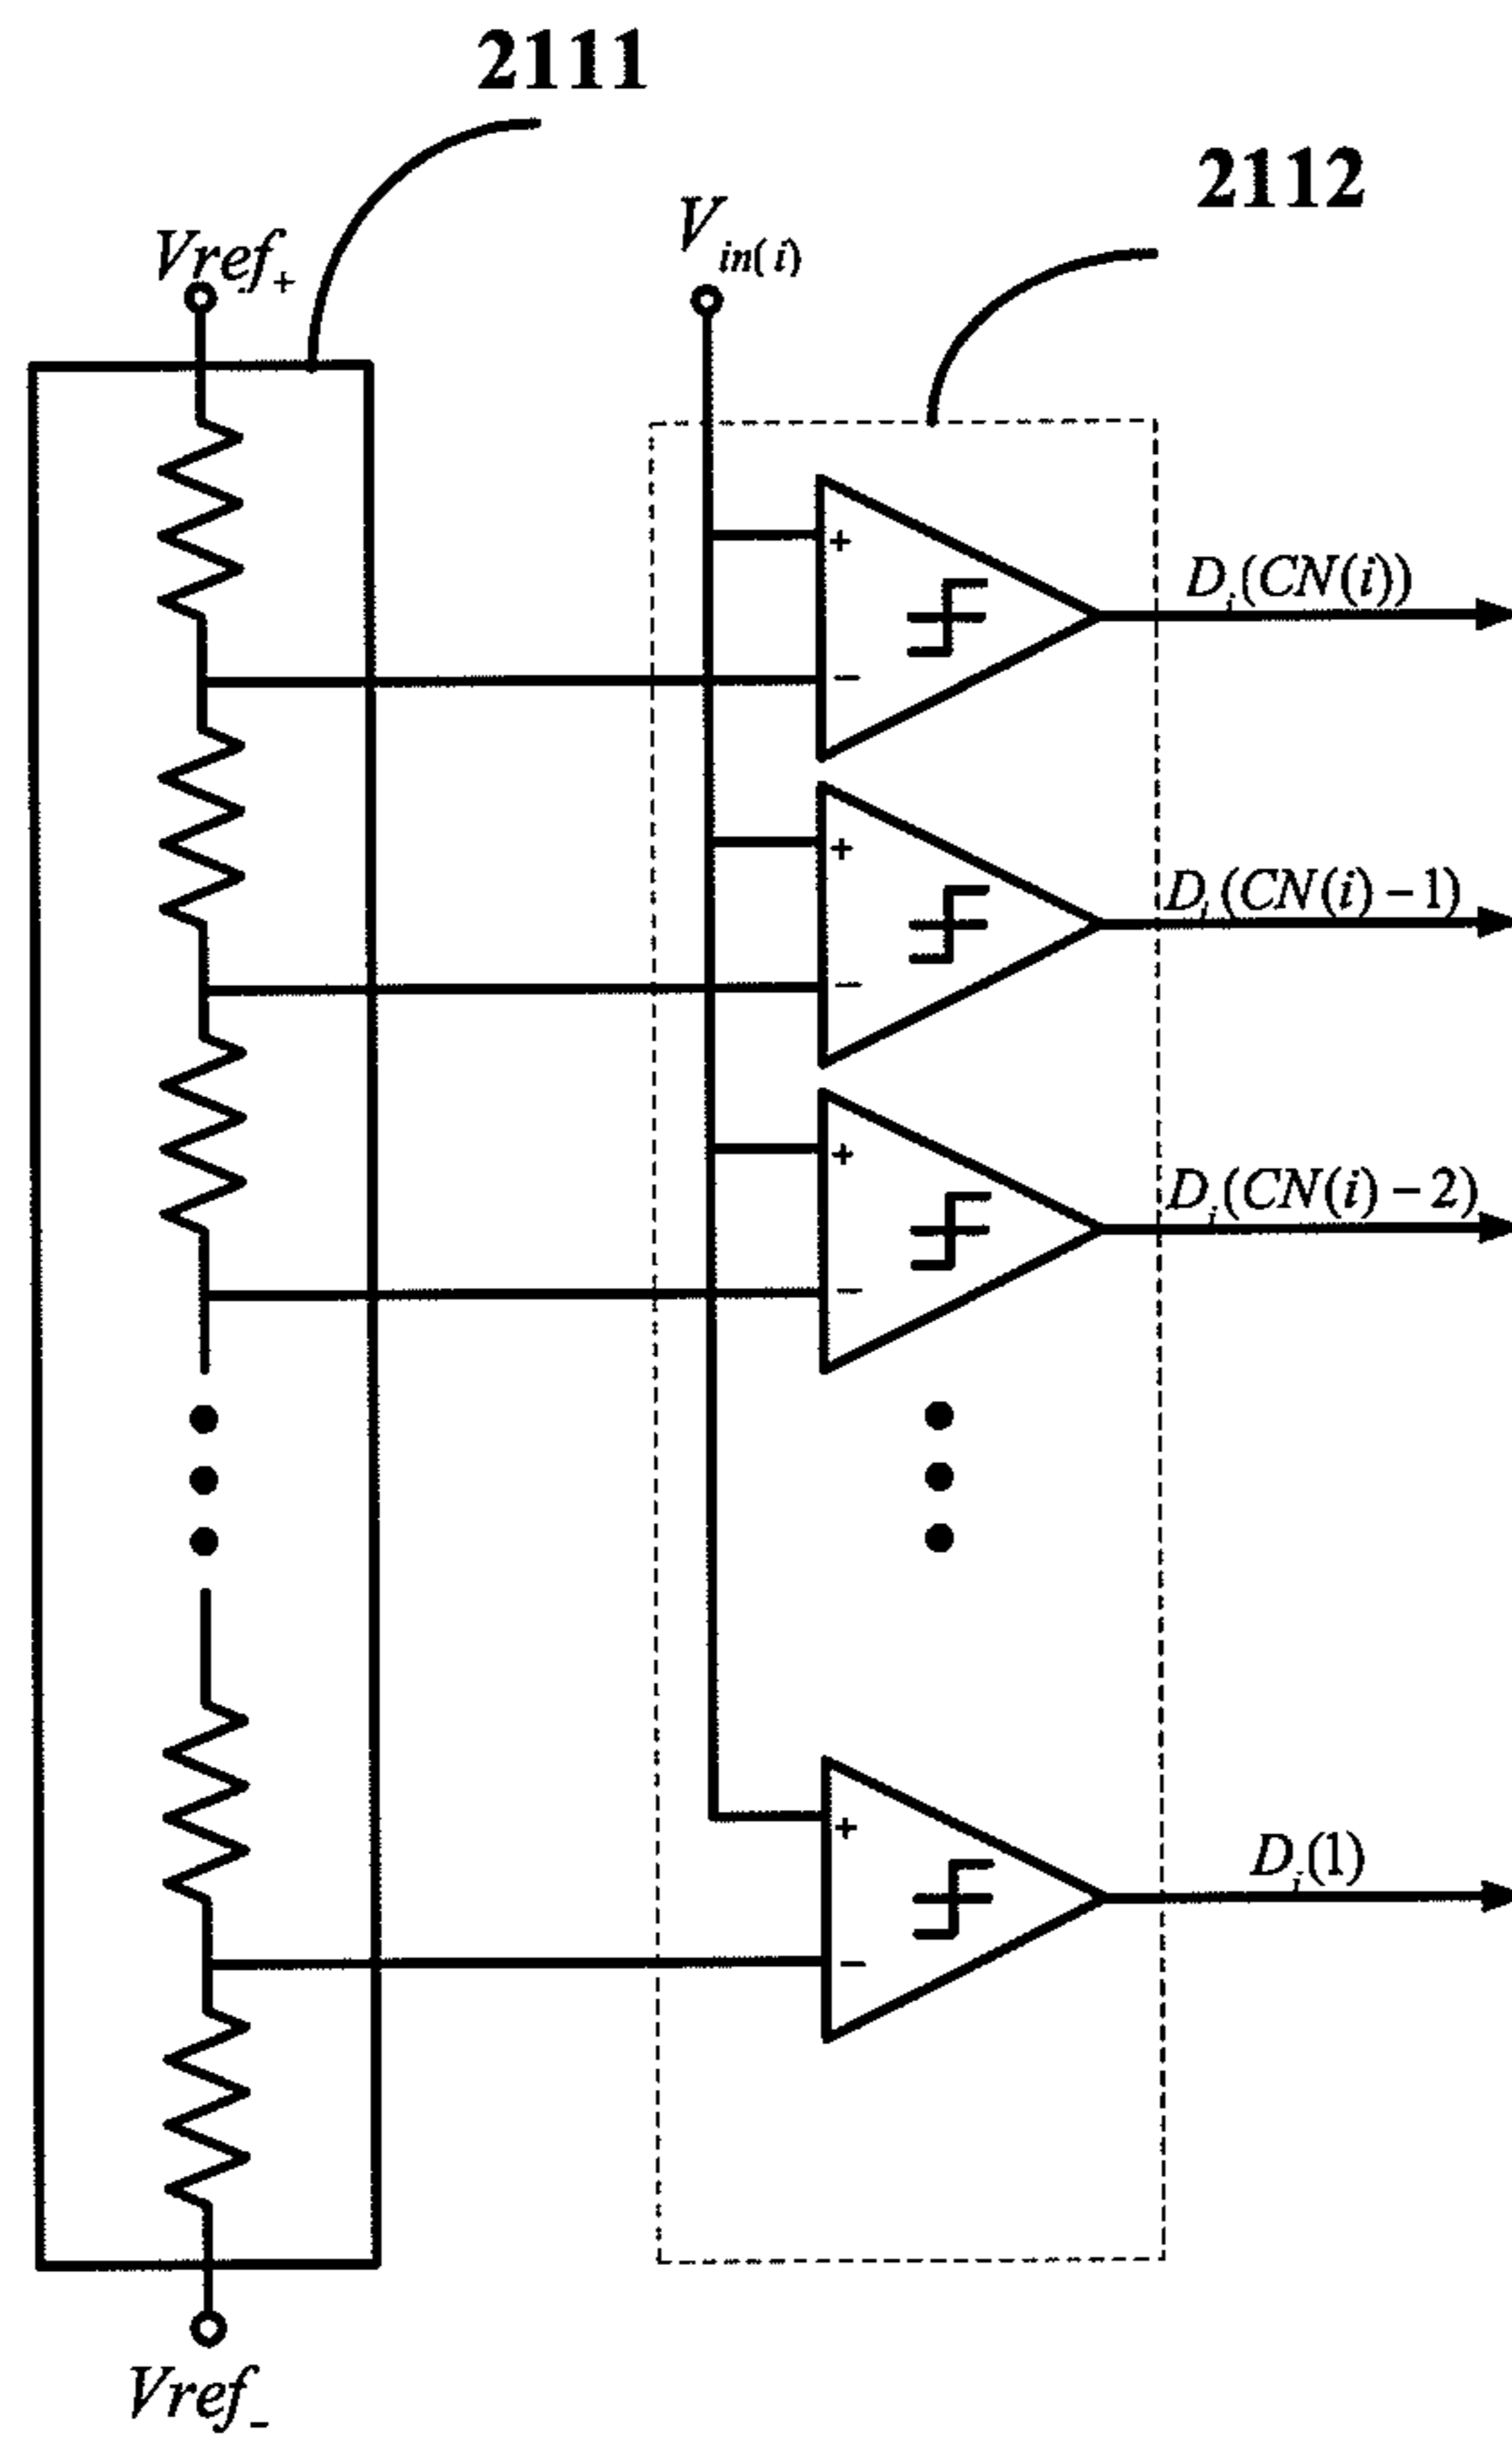 2111
2112
Vref+
Vin(i)
+
−
Di(CN(i))
+
−
Di(CN(i)−1)
+
−
Di(CN(i)−2)
+
−
Di(1)
Vref−